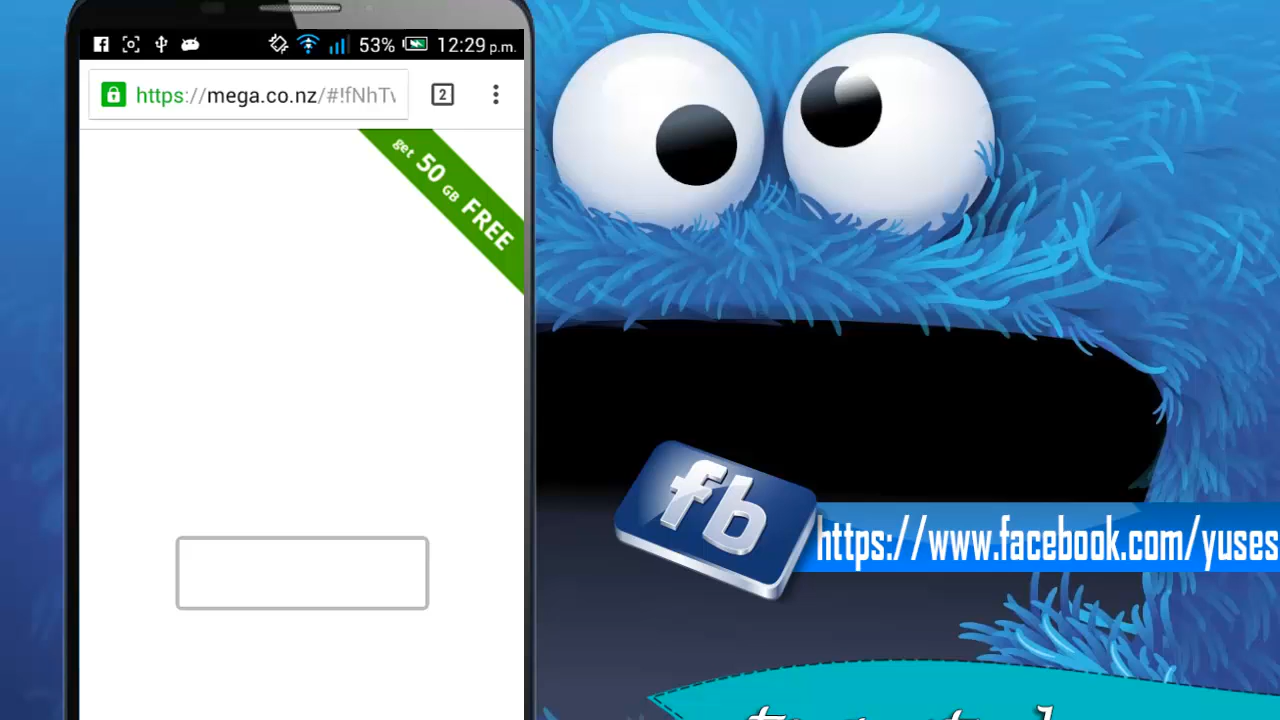 53% 12:29 p.m.
https://mega.co.nz/#!fNhTv
2
get 50 GB FREE
fb
https://www.facebook.com/yuses